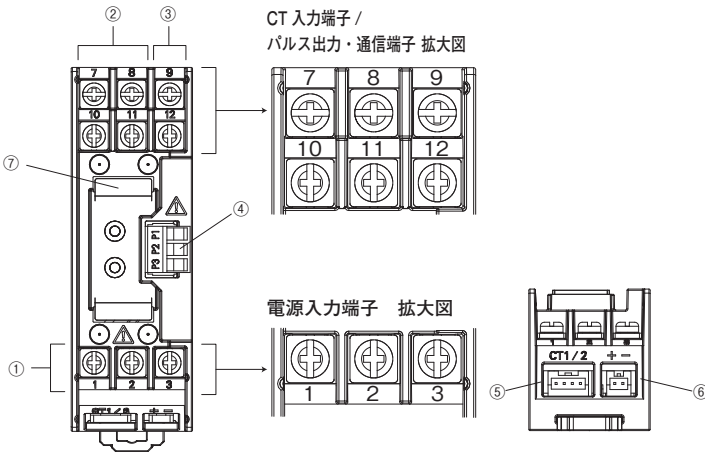 ② ③
CT 入力端子 /
パルス出力・通信端子 拡大図
7 8 9
10 11 12
7 8 9
10 11 12
⑦
④
P1
P2
P3
電源入力端子 拡大図
①
1 2 3
1 2 3
CT1/2 + −
⑤ ⑥
+ −